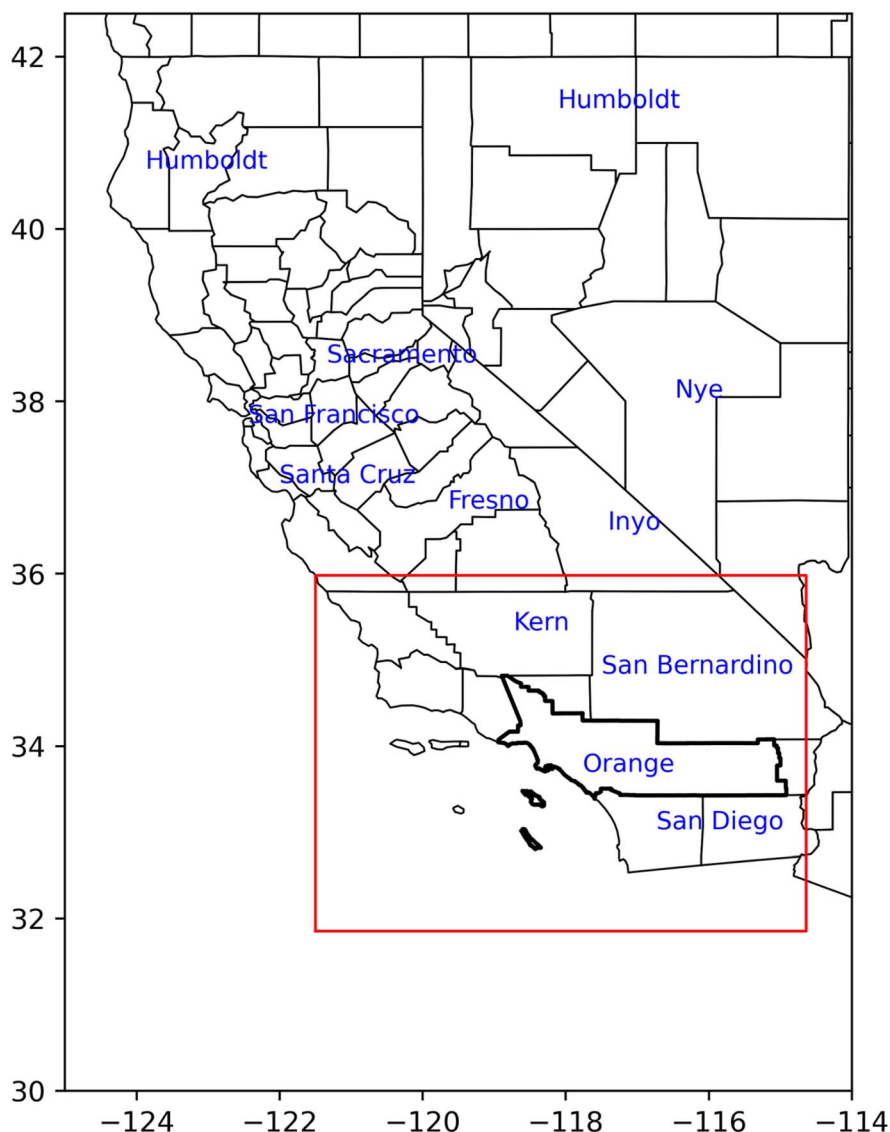 42
Humboldt
Humboldt
40
Sacramento
38
Nye
San Francisco
Santa Cruz
Fresno
Inyo
36
Kern
San Bernardino
34
Orange
San Diego
32
30
−124
−122
−120
−118
−116
−114